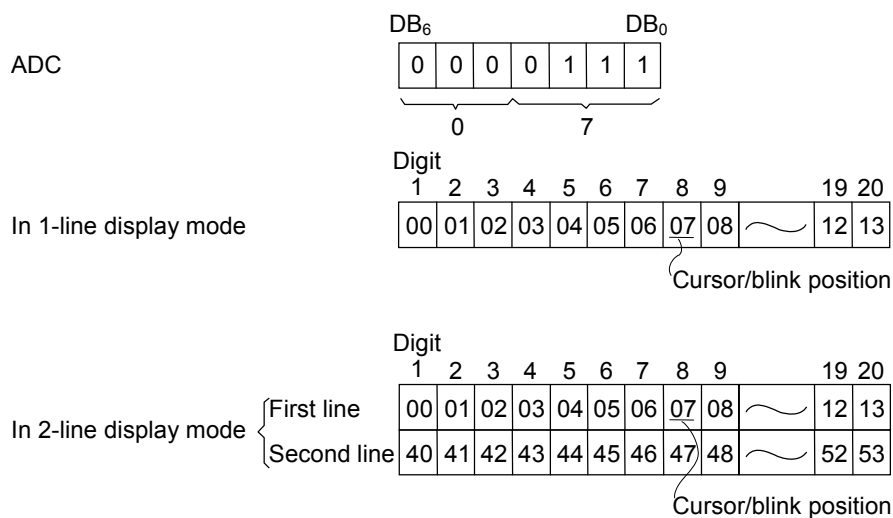 DB₆ DB₀
ADC 0 0 0 0 1 1 1
0 7
Digit
1 2 3 4 5 6 7 8 9 19 20
In 1-line display mode 00 01 02 03 04 05 06 07 08 12 13
Cursor/blink position
Digit
1 2 3 4 5 6 7 8 9 19 20
First line 00 01 02 03 04 05 06 07 08 12 13
In 2-line display mode
Second line 40 41 42 43 44 45 46 47 48 52 53
Cursor/blink position